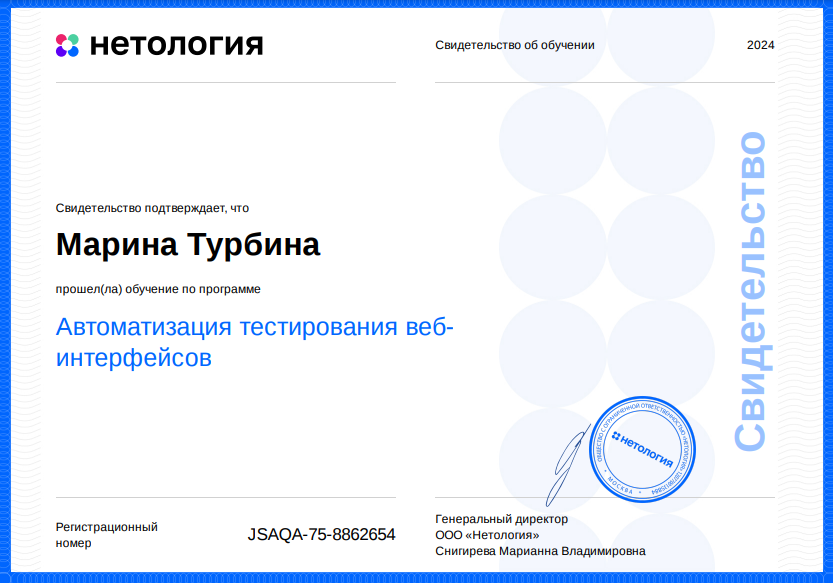 нетология
Свидетельство об обучении
2024
Свидетельство подтверждает, что
Марина Турбина
прошел(ла) обучение по программе
Автоматизация тестирования веб-
интерфейсов
Свидетельство
ОБЩЕСТВО С ОГРАНИЧЕННОЙ ОТВЕТСТВЕННОСТЬЮ «НЕТОЛОГИЯ»
МОСКВА
НЕТОЛОГИЯ
Регистрационный
номер
JSAQA-75-8862654
Генеральный директор
ООО «Нетология»
Снигирева Марианна Владимировна